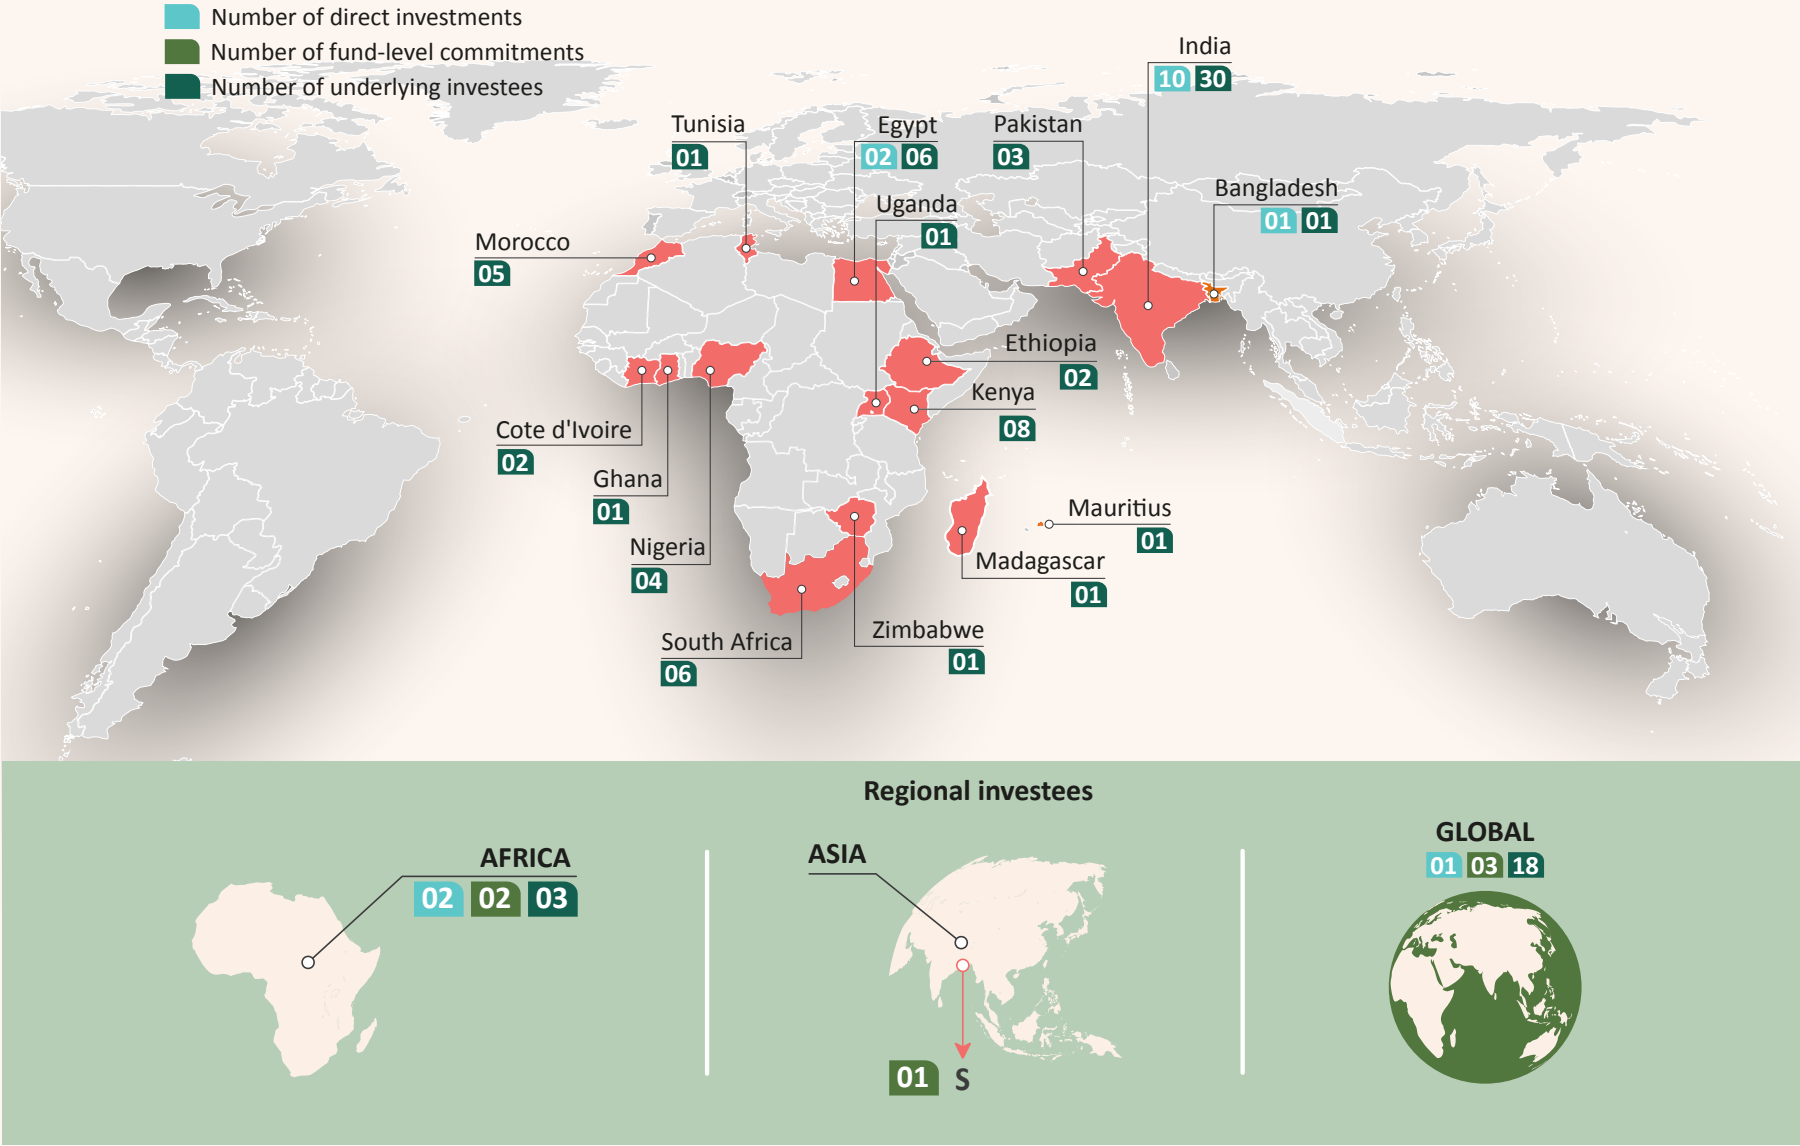 Number of direct investments
Number of fund-level commitments
Number of underlying investees
India
10 30
Tunisia
01
Egypt
02 06
Pakistan
03
Bangladesh
01 01
Uganda
01
Morocco
05
Ethiopia
02
Kenya
08
Cote d'Ivoire
02
Ghana
01
Nigeria
04
Mauritius
01
Madagascar
01
South Africa
06
Zimbabwe
01
Regional investees
AFRICA
02 02 03
ASIA
01 S
GLOBAL
01 03 18